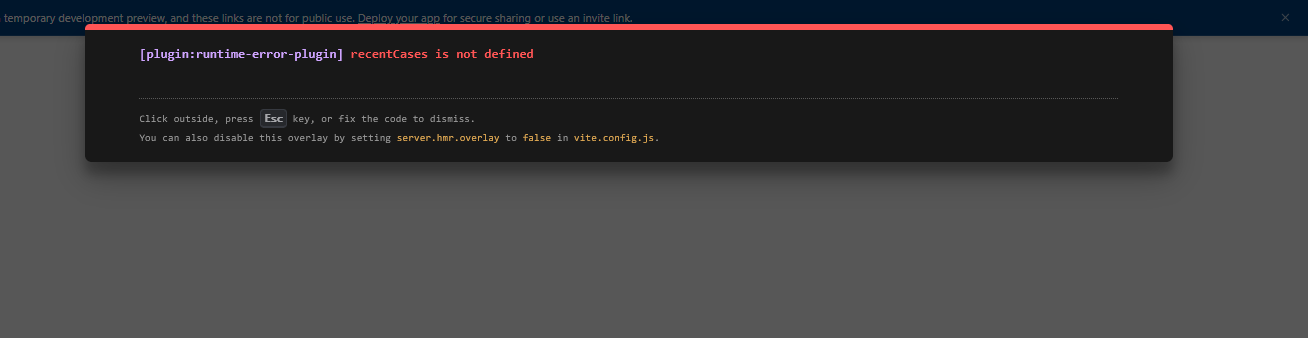 temporary development preview, and these links are not for public use. Deploy your app for secure sharing or use an invite link. ×
[plugin:runtime-error-plugin] recentCases is not defined
Click outside, press Esc key, or fix the code to dismiss.
You can also disable this overlay by setting server.hmr.overlay to false in vite.config.js.